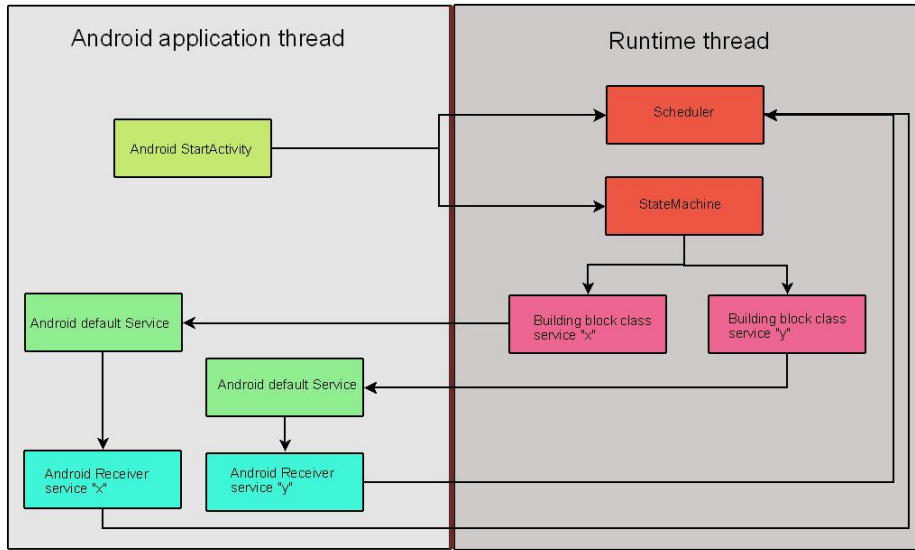 Android application thread
Runtime thread
Scheduler
Android StartActivity
StateMachine
Android default Service
Building block class
service "x"
Building block class
service "y"
Android default Service
Android Receiver
service "x"
Android Receiver
service "y"